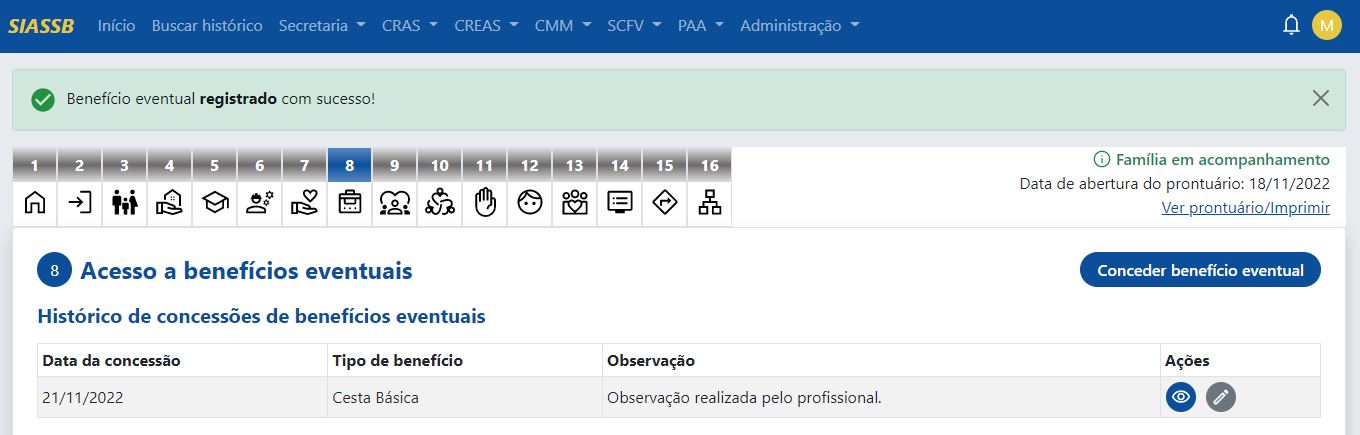 SIASSB Início Buscar histórico Secretaria CRAS CREAS CMM SCFV PAA Administração M
Benefício eventual registrado com sucesso!
1 2 3 4 5 6 7 8 9 10 11 12 13 14 15 16
Família em acompanhamento
Data de abertura do prontuário: 18/11/2022
Ver prontuário/Imprimir
8 Acesso a benefícios eventuais Conceder benefício eventual
Histórico de concessões de benefícios eventuais
Data da concessão Tipo de benefício Observação Ações
21/11/2022 Cesta Básica Observação realizada pelo profissional.